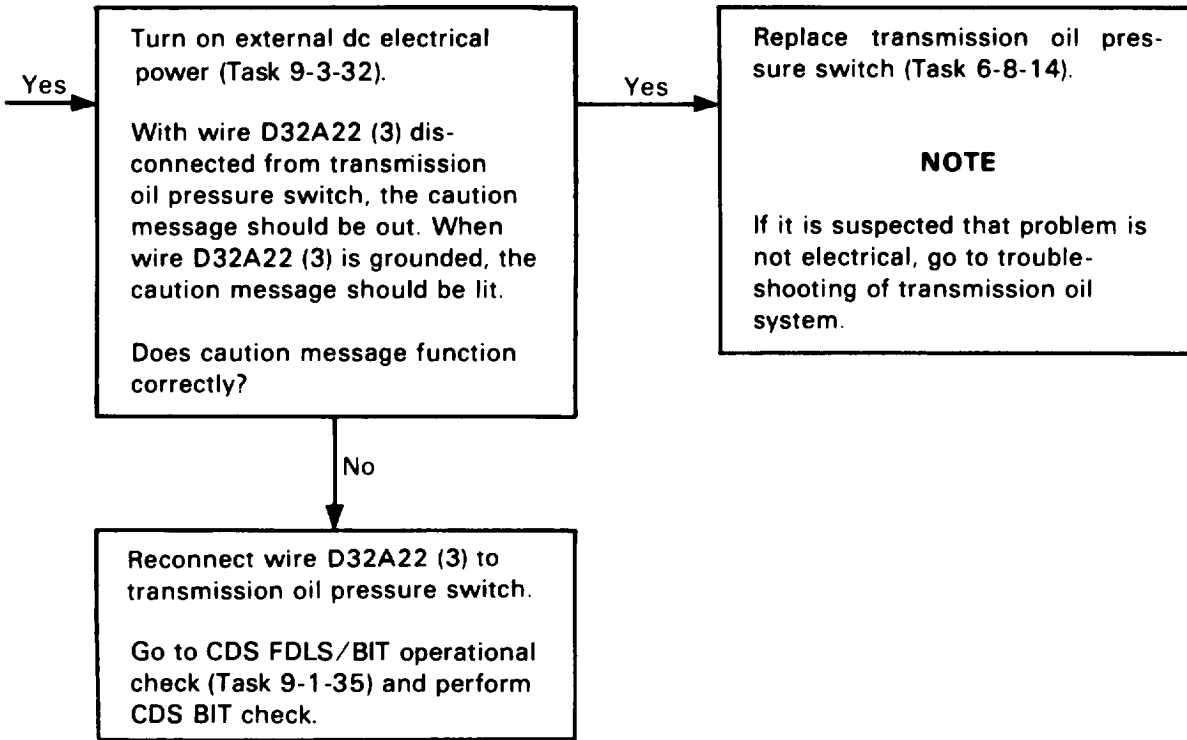 Yes
Turn on external dc electrical
power (Task 9-3-32).
With wire D32A22 (3) dis-
connected from transmission
oil pressure switch, the caution
message should be out. When
wire D32A22 (3) is grounded, the
caution message should be lit.
Does caution message function
correctly?
Yes
Replace transmission oil pres-
sure switch (Task 6-8-14).
NOTE
If it is suspected that problem is
not electrical, go to trouble-
shooting of transmission oil
system.
No
Reconnect wire D32A22 (3) to
transmission oil pressure switch.
Go to CDS FDLS/BIT operational
check (Task 9-1-35) and perform
CDS BIT check.